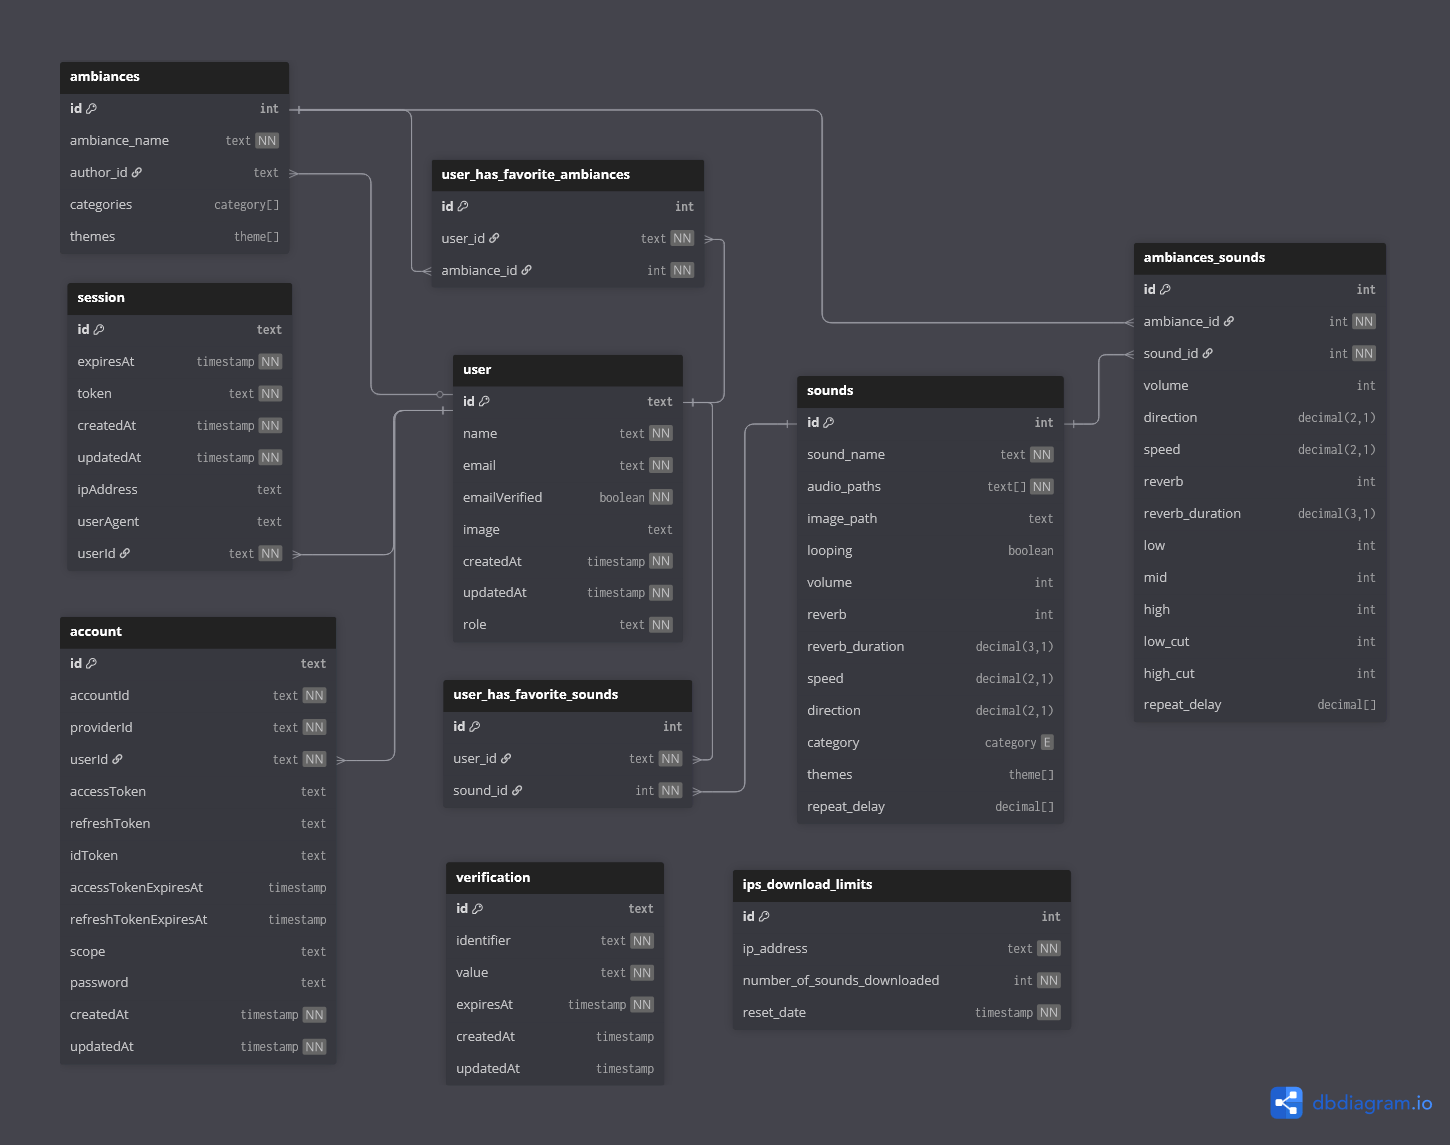 ambiances
id int
ambiance_name text NN
author_id text
categories category[]
themes theme[]
session
id text
expiresAt timestamp NN
token text NN
createdAt timestamp NN
updatedAt timestamp NN
ipAddress text
userAgent text
userId text NN
account
id text
accountId text NN
providerId text NN
userId text NN
accessToken text
refreshToken text
idToken text
accessTokenExpiresAt timestamp
refreshTokenExpiresAt timestamp
scope text
password text
createdAt timestamp NN
updatedAt timestamp NN
user_has_favorite_ambiances
id int
user_id text NN
ambiance_id int NN
user
id text
name text NN
email text NN
emailVerified boolean NN
image text
createdAt timestamp NN
updatedAt timestamp NN
role text NN
user_has_favorite_sounds
id int
user_id text NN
sound_id int NN
verification
id text
identifier text NN
value text NN
expiresAt timestamp NN
createdAt timestamp
updatedAt timestamp
sounds
id int
sound_name text NN
audio_paths text[] NN
image_path text
looping boolean
volume int
reverb int
reverb_duration decimal(3,1)
speed decimal(2,1)
direction decimal(2,1)
category category E
themes theme[]
repeat_delay decimal[]
ips_download_limits
id int
ip_address text NN
number_of_sounds_downloaded int NN
reset_date timestamp NN
ambiances_sounds
id int
ambiance_id int NN
sound_id int NN
volume int
direction decimal(2,1)
speed decimal(2,1)
reverb int
reverb_duration decimal(3,1)
low int
mid int
high int
low_cut int
high_cut int
repeat_delay decimal[]
dbdiagram.io